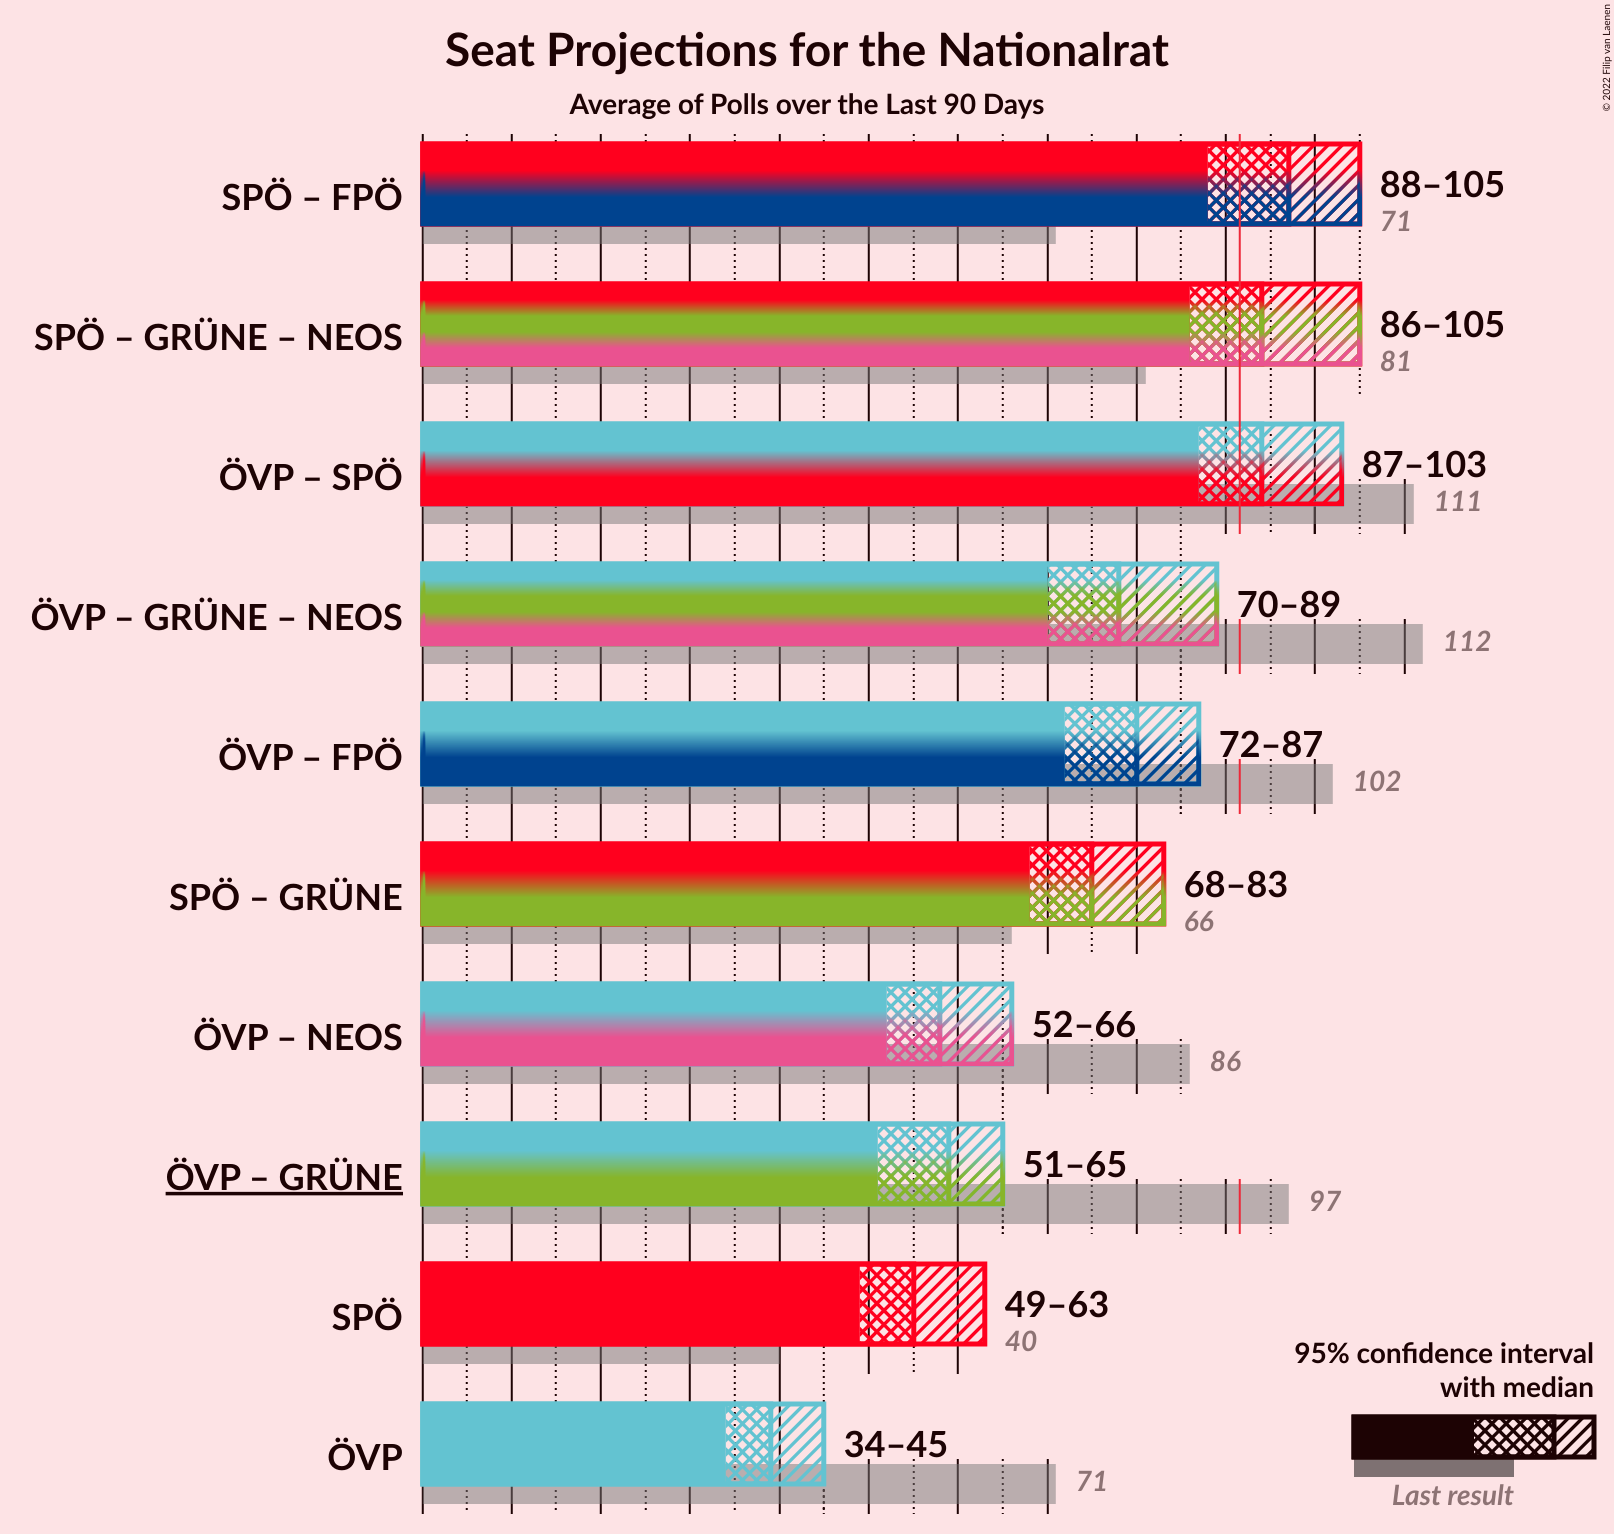 Seat Projections for the Nationalrat
Average of Polls over the Last 90 Days
© 2022 Filip van Laenen
SPÖ – FPÖ
88–105
71
SPÖ – GRÜNE – NEOS
86–105
81
ÖVP – SPÖ
87–103
111
ÖVP – GRÜNE – NEOS
70–89
112
ÖVP – FPÖ
72–87
102
SPÖ – GRÜNE
68–83
66
ÖVP – NEOS
52–66
86
ÖVP – GRÜNE
51–65
97
SPÖ
49–63
40
ÖVP
34–45
71
95% confidence interval
with median
Last result